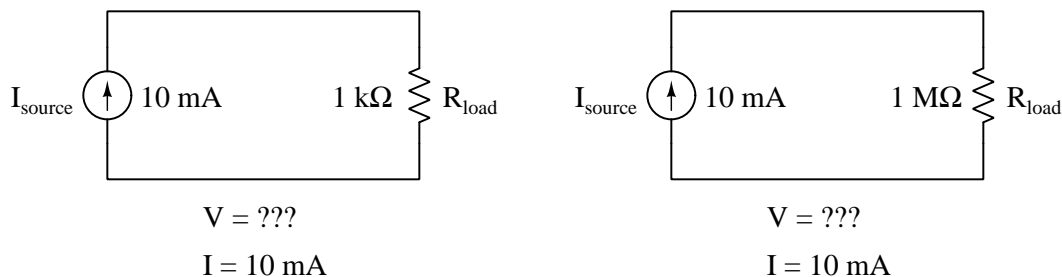 I_source 10 mA 1 kΩ R_load
V = ???
I = 10 mA
I_source 10 mA 1 MΩ R_load
V = ???
I = 10 mA